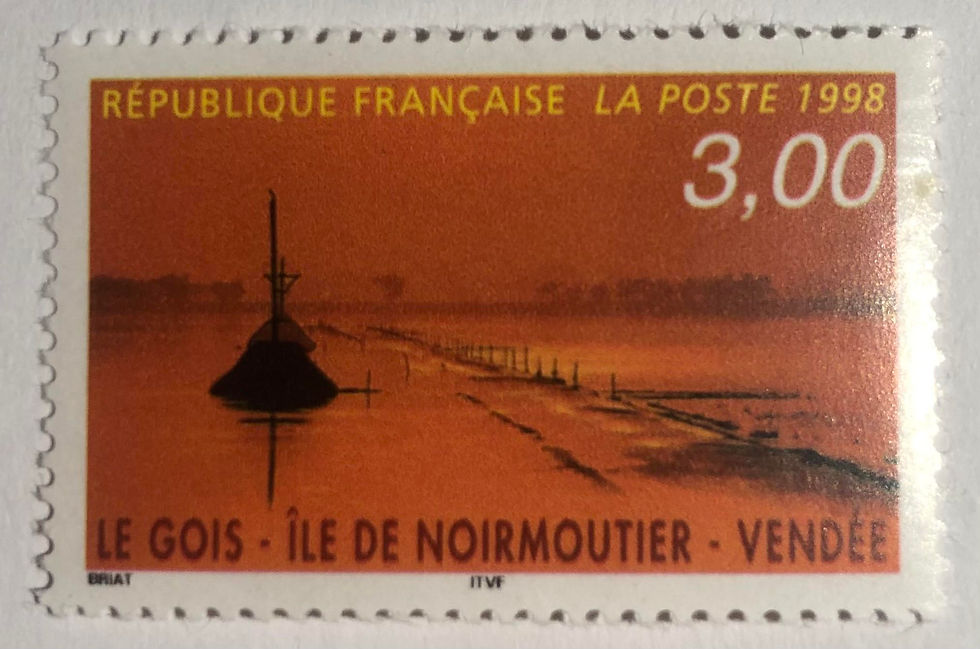 RÉPUBLIQUE FRANÇAISE LA POSTE 1998
3,00
LE GOIS - ÎLE DE NOIRMOUTIER - VENDÉE
BRIAT ITVF